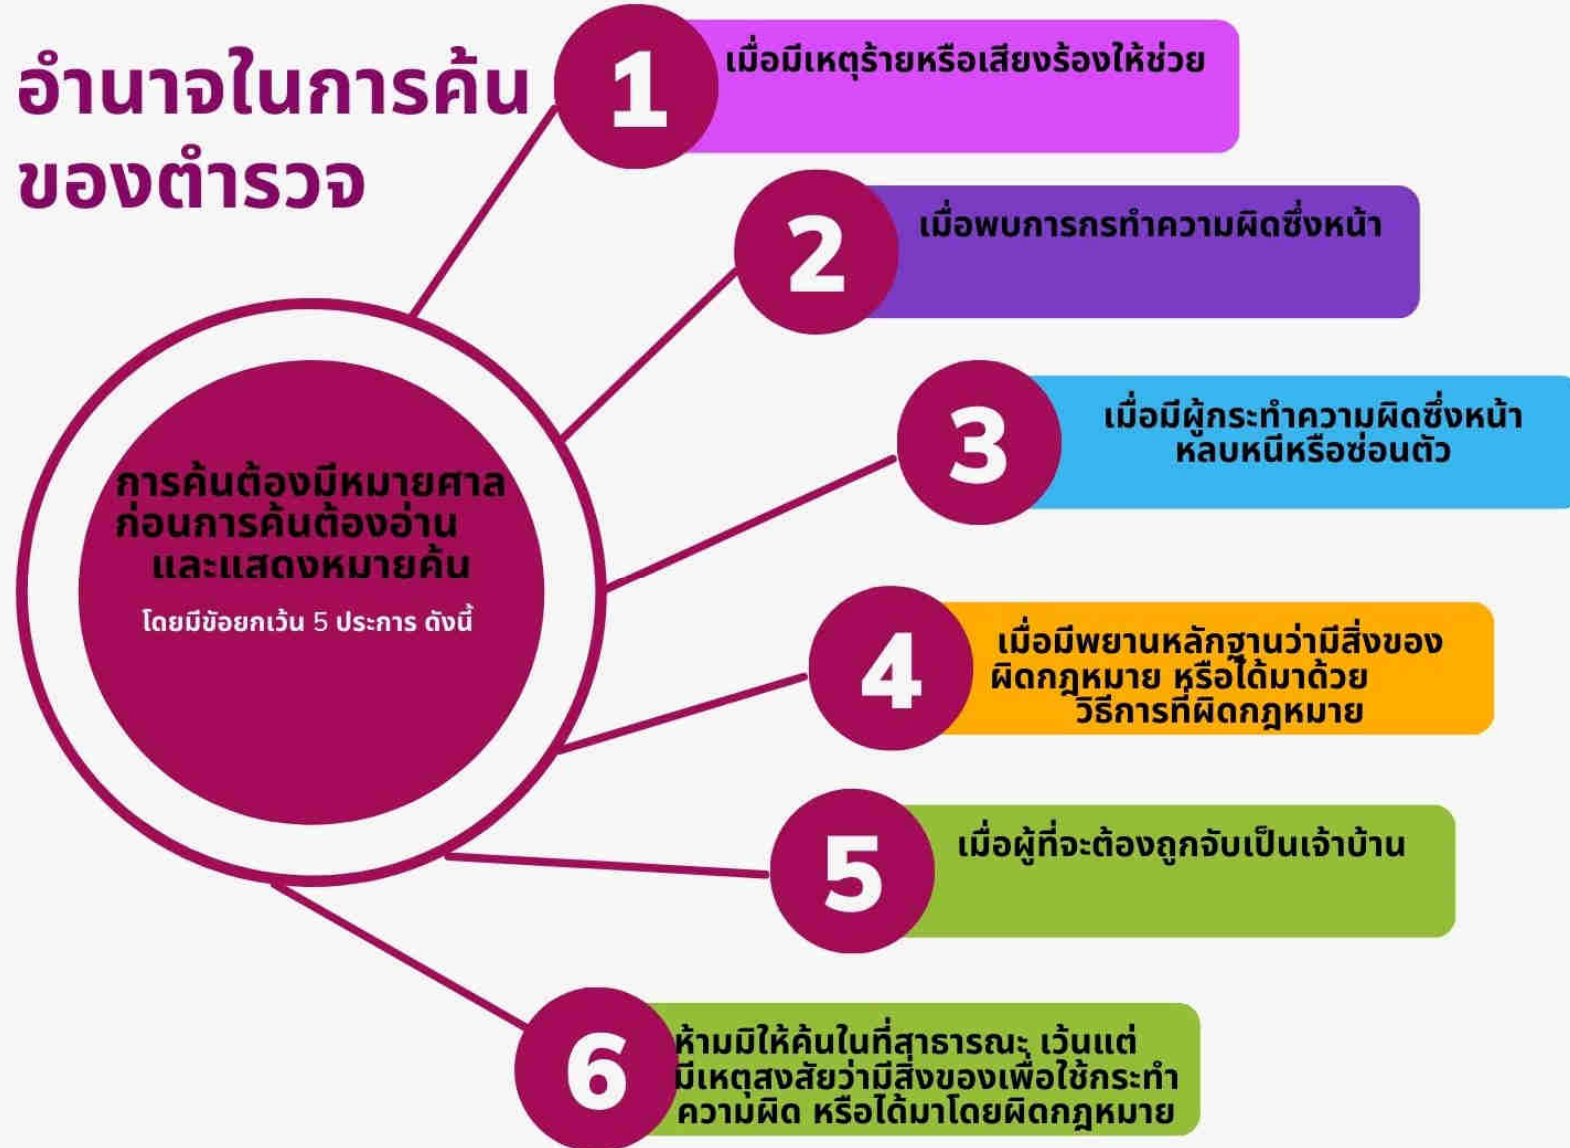 อำนาจในการค้น
ของตำรวจ
1
เมื่อมีเหตุร้ายหรือเสียงร้องให้ช่วย
2
เมื่อพบการกรทำความผิดซึ่งหน้า
3
เมื่อมีผู้กระทำความผิดซึ่งหน้า
หลบหนีหรือซ่อนตัว
การค้นต้องมีหมายศาล
ก่อนการค้นต้องอ่าน
และแสดงหมายค้น
โดยมีข้อยกเว้น 5 ประการ ดังนี้
4
เมื่อมีพยานหลักฐานว่ามีสิ่งของ
ผิดกฎหมาย หรือได้มาด้วย
วิธีการที่ผิดกฎหมาย
5
เมื่อผู้ที่จะต้องถูกจับเป็นเจ้าบ้าน
6
ห้ามมิให้ค้นในที่สาธารณะ เว้นแต่
มีเหตุสงสัยว่ามีสิ่งของเพื่อใช้กระทำ
ความผิด หรือได้มาโดยผิดกฎหมาย